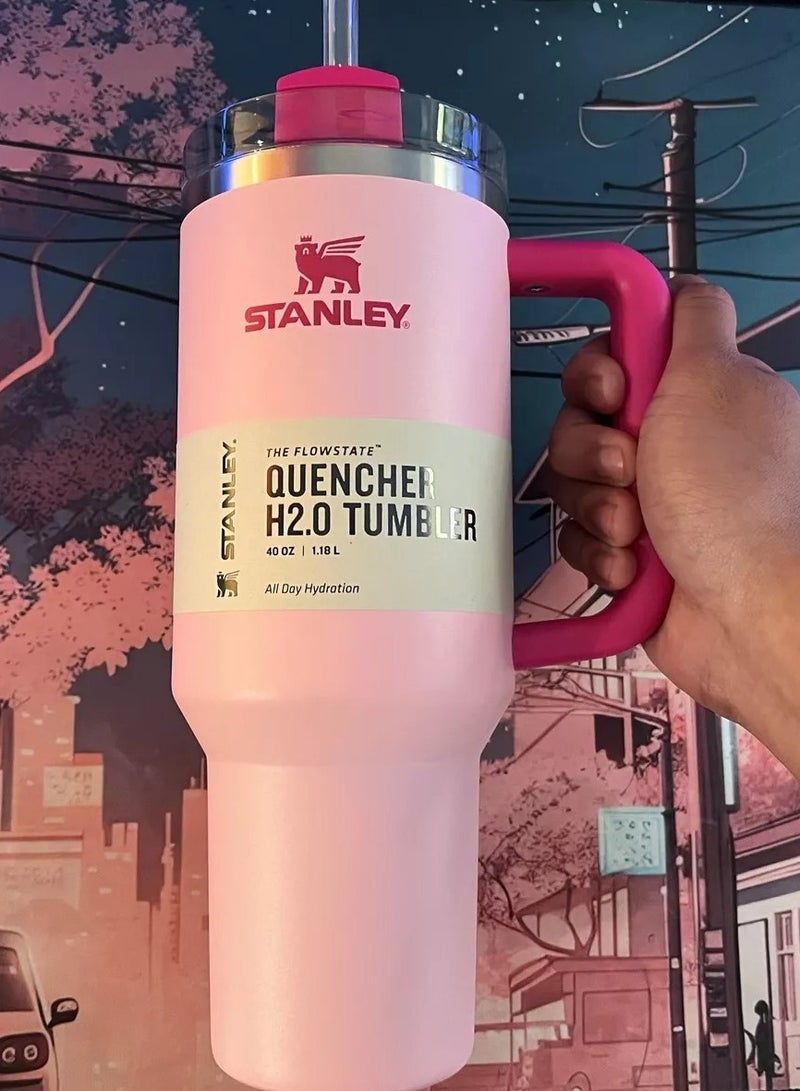 STANLEY®
STANLEY.
THE FLOWSTATE™
QUENCHER
H2.0 TUMBLER
40 OZ | 1.18 L
All Day Hydration